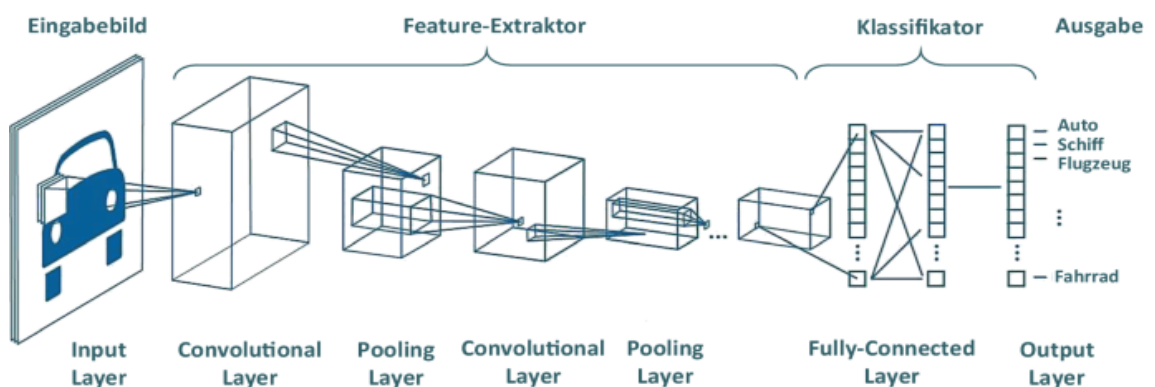 Eingabebild
Feature-Extraktor
Klassifikator
Ausgabe
Auto
Schiff
Flugzeug
...
⋮
⋮
⋮
⋮
Fahrrad
Input
Layer
Convolutional
Layer
Pooling
Layer
Convolutional
Layer
Pooling
Layer
Fully-Connected
Layer
Output
Layer